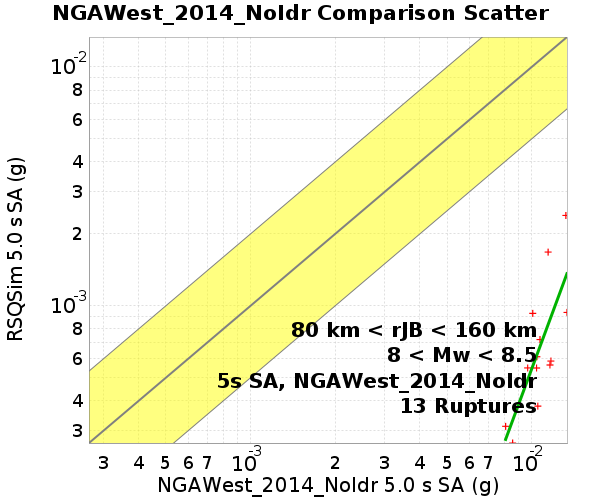 NGAWest_2014_NoIdr Comparison Scatter
RSQSim 5.0 s SA (g)
10-2
8
6
4
3
2
10-3
8
6
4
3
80 km < rJB < 160 km
8 < Mw < 8.5
5s SA, NGAWest_2014_NoIdr
13 Ruptures
3 4 5 6 7 10-3 2 3 4 5 6 7 10-2
NGAWest_2014_NoIdr 5.0 s SA (g)